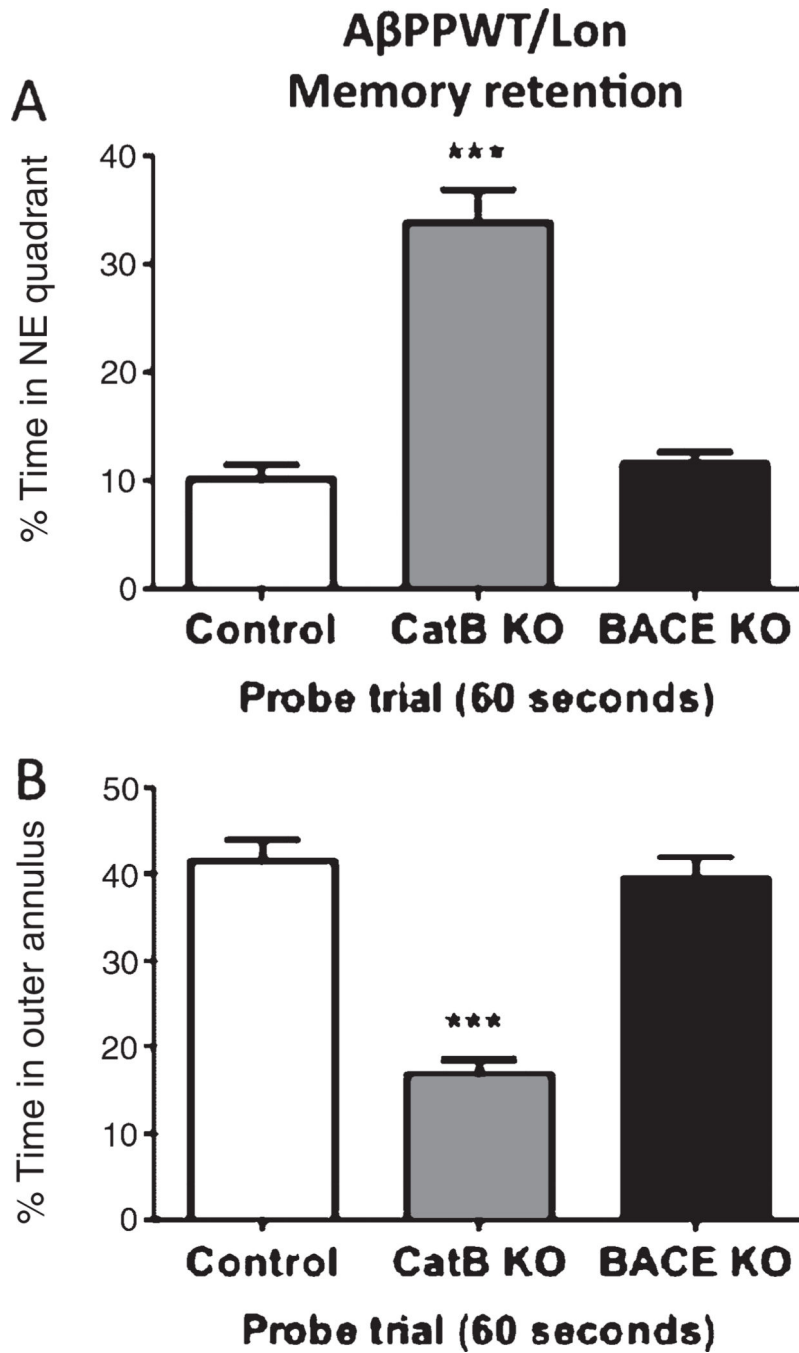 AβPPWT/Lon
Memory retention
A
% Time in NE quadrant
40
30
20
10
0
***
Control CatB KO BACE KO
Probe trial (60 seconds)
B
% Time in outer annulus
50
40
30
20
10
0
***
Control CatB KO BACE KO
Probe trial (60 seconds)